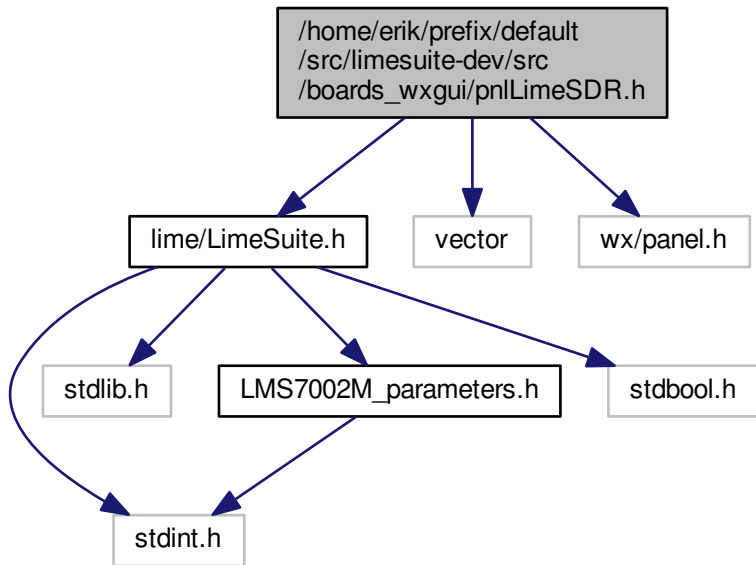 /home/erik/prefix/default
/src/limesuite-dev/src
/boards_wxgui/pnlLimeSDR.h
lime/LimeSuite.h
vector
wx/panel.h
stdlib.h
LMS7002M_parameters.h
stdbool.h
stdint.h